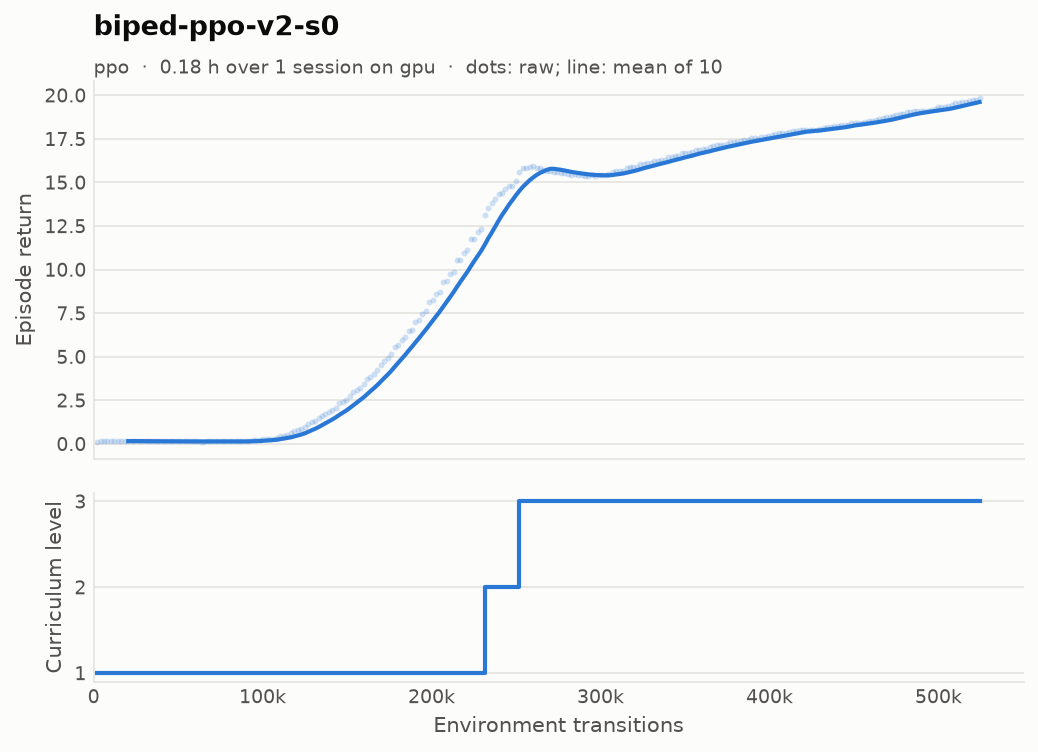 biped-ppo-v2-s0
ppo · 0.18 h over 1 session on gpu · dots: raw; line: mean of 10
Episode return
20.0
17.5
15.0
12.5
10.0
7.5
5.0
2.5
0.0
Curriculum level
3
2
1
0 100k 200k 300k 400k 500k
Environment transitions